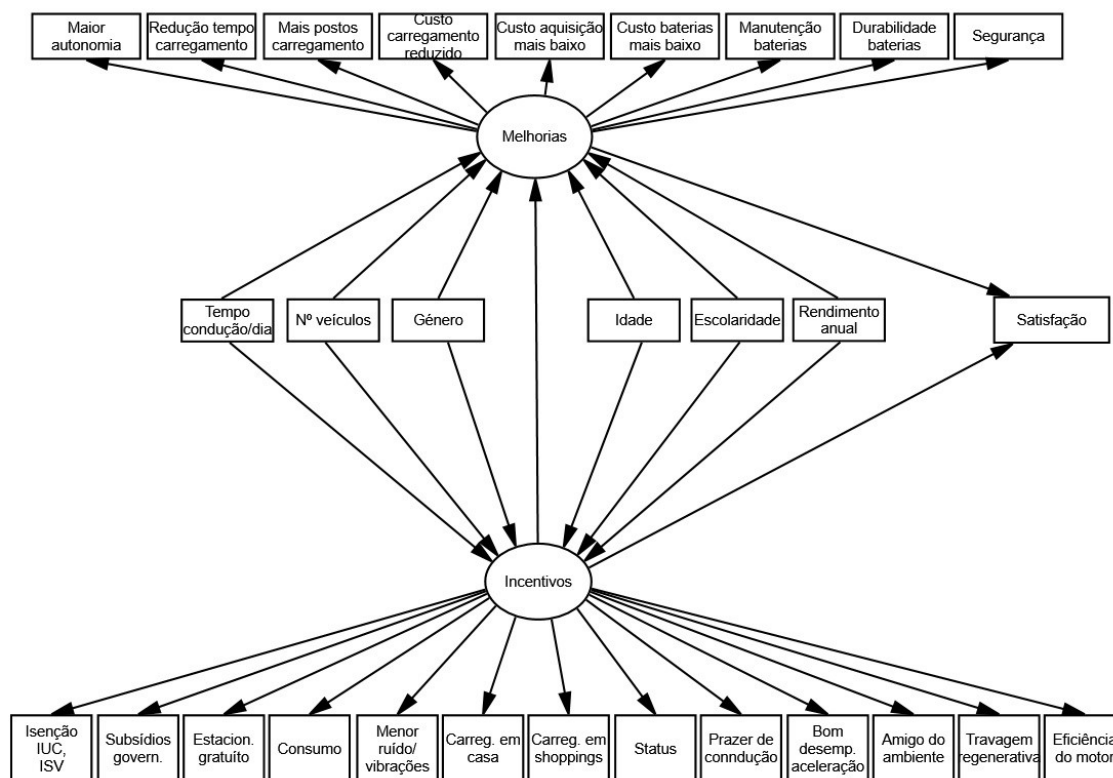 Maior
autonomia
Redução tempo
carregamento
Mais postos
carregamento
Custo
carregamento
reduzido
Custo aquisição
mais baixo
Custo baterias
mais baixo
Manutenção
baterias
Durabilidade
baterias
Segurança
Melhorias
Tempo
condução/dia
Nº veículos
Género
Idade
Escolaridade
Rendimento
anual
Satisfação
Incentivos
Isenção
IUC,
ISV
Subsídios
govern.
Estacion.
gratuíto
Consumo
Menor
ruído/
vibrações
Carreg. em
casa
Carreg. em
shoppings
Status
Prazer de
conndução
Bom
desemp.
aceleração
Amigo do
ambiente
Travagem
regenerativa
Eficiência
do motor